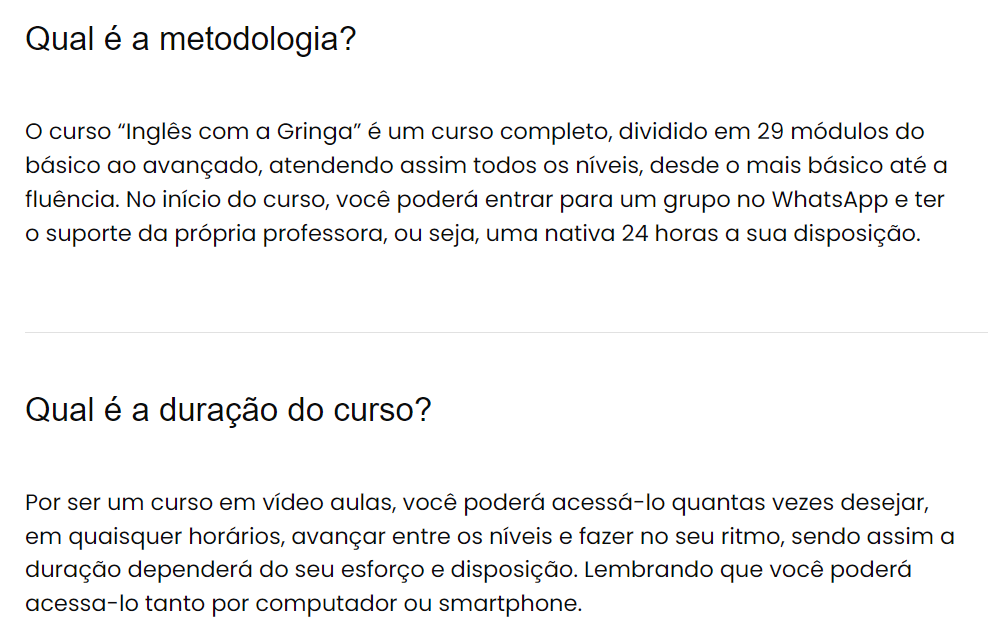 Qual é a metodologia?
O curso “Inglês com a Gringa” é um curso completo, dividido em 29 módulos do
básico ao avançado, atendendo assim todos os níveis, desde o mais básico até a
fluência. No início do curso, você poderá entrar para um grupo no WhatsApp e ter
o suporte da própria professora, ou seja, uma nativa 24 horas a sua disposição.
Qual é a duração do curso?
Por ser um curso em vídeo aulas, você poderá acessá-lo quantas vezes desejar,
em quaisquer horários, avançar entre os níveis e fazer no seu ritmo, sendo assim a
duração dependerá do seu esforço e disposição. Lembrando que você poderá
acessa-lo tanto por computador ou smartphone.